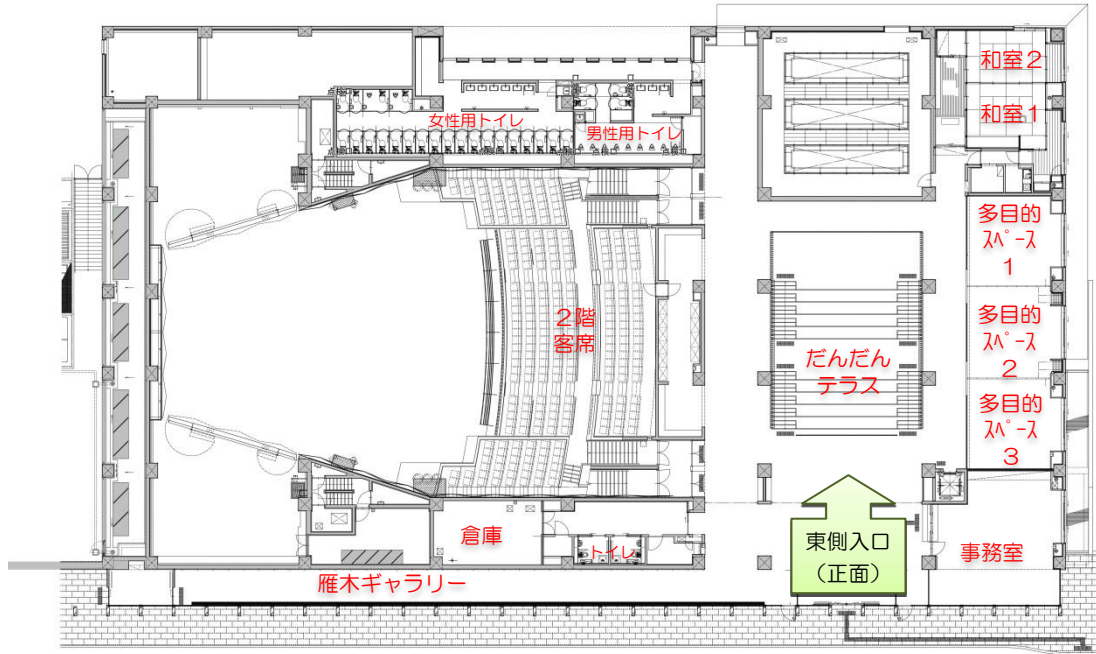 和室2
和室1
女性用トイレ
男性用トイレ
多目的
スペース
1
2階
客席
多目的
スペース
2
だんだん
テラス
多目的
スペース
3
倉庫
トイレ
東側入口
（正面）
事務室
雁木ギャラリー